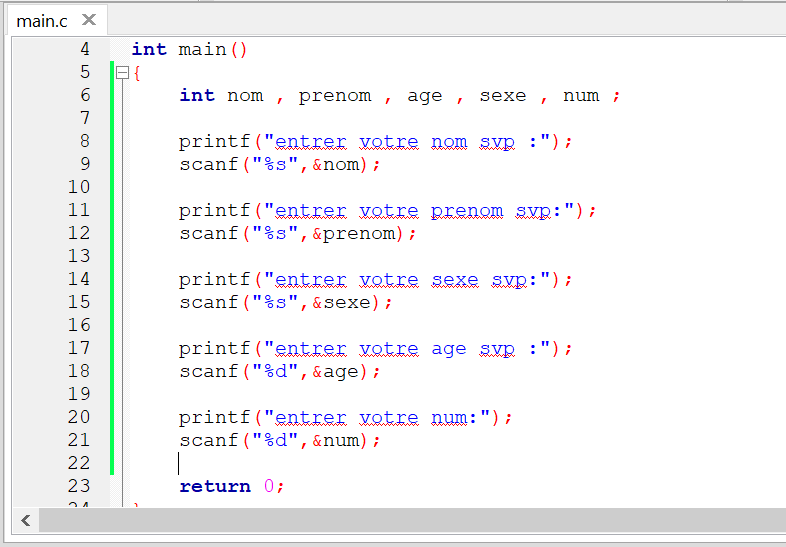 main.c
4 int main()
5 {
6 int nom , prenom , age , sexe , num ;
7
8 printf("entrer votre nom svp :");
9 scanf("%s",&nom);
10
11 printf("entrer votre prenom svp:");
12 scanf("%s",&prenom);
13
14 printf("entrer votre sexe svp:");
15 scanf("%s",&sexe);
16
17 printf("entrer votre age svp :");
18 scanf("%d",&age);
19
20 printf("entrer votre num:");
21 scanf("%d",&num);
22
23 return 0;
24 }